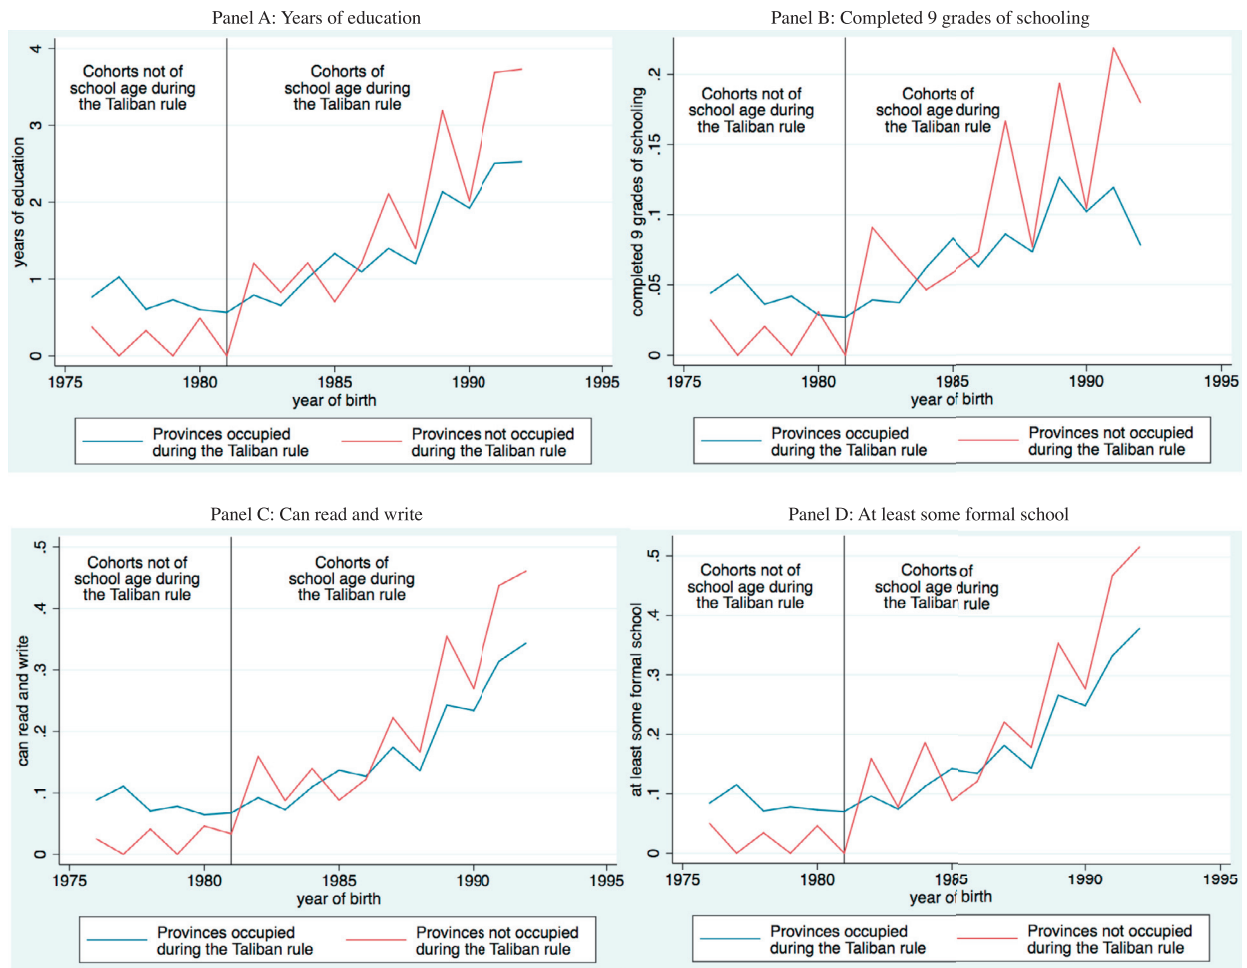 Panel A: Years of education
4
3
2
1
0
years of education
Cohorts not of
school age during
the Taliban rule
Cohorts of
school age during
the Taliban rule
1975
1980
1985
1990
1995
year of birth
Provinces occupied
during the Taliban rule
Provinces not occupied
during the Taliban rule
Panel B: Completed 9 grades of schooling
.2
.15
.1
.05
0
completed 9 grades of schooling
Cohorts not of
school age during
the Taliban rule
Cohorts of
school age during
the Taliban rule
1975
1980
1985
1990
1995
year of birth
Provinces occupied
during the Taliban rule
Provinces not occupied
during the Taliban rule
Panel C: Can read and write
.5
.4
.3
.2
.1
0
can read and write
Cohorts not of
school age during
the Taliban rule
Cohorts of
school age during
the Taliban rule
1975
1980
1985
1990
1995
year of birth
Provinces occupied
during the Taliban rule
Provinces not occupied
during the Taliban rule
Panel D: At least some formal school
.5
.4
.3
.2
.1
0
at least some formal school
Cohorts not of
school age during
the Taliban rule
Cohorts of
school age during
the Taliban rule
1975
1980
1985
1990
1995
year of birth
Provinces occupied
during the Taliban rule
Provinces not occupied
during the Taliban rule